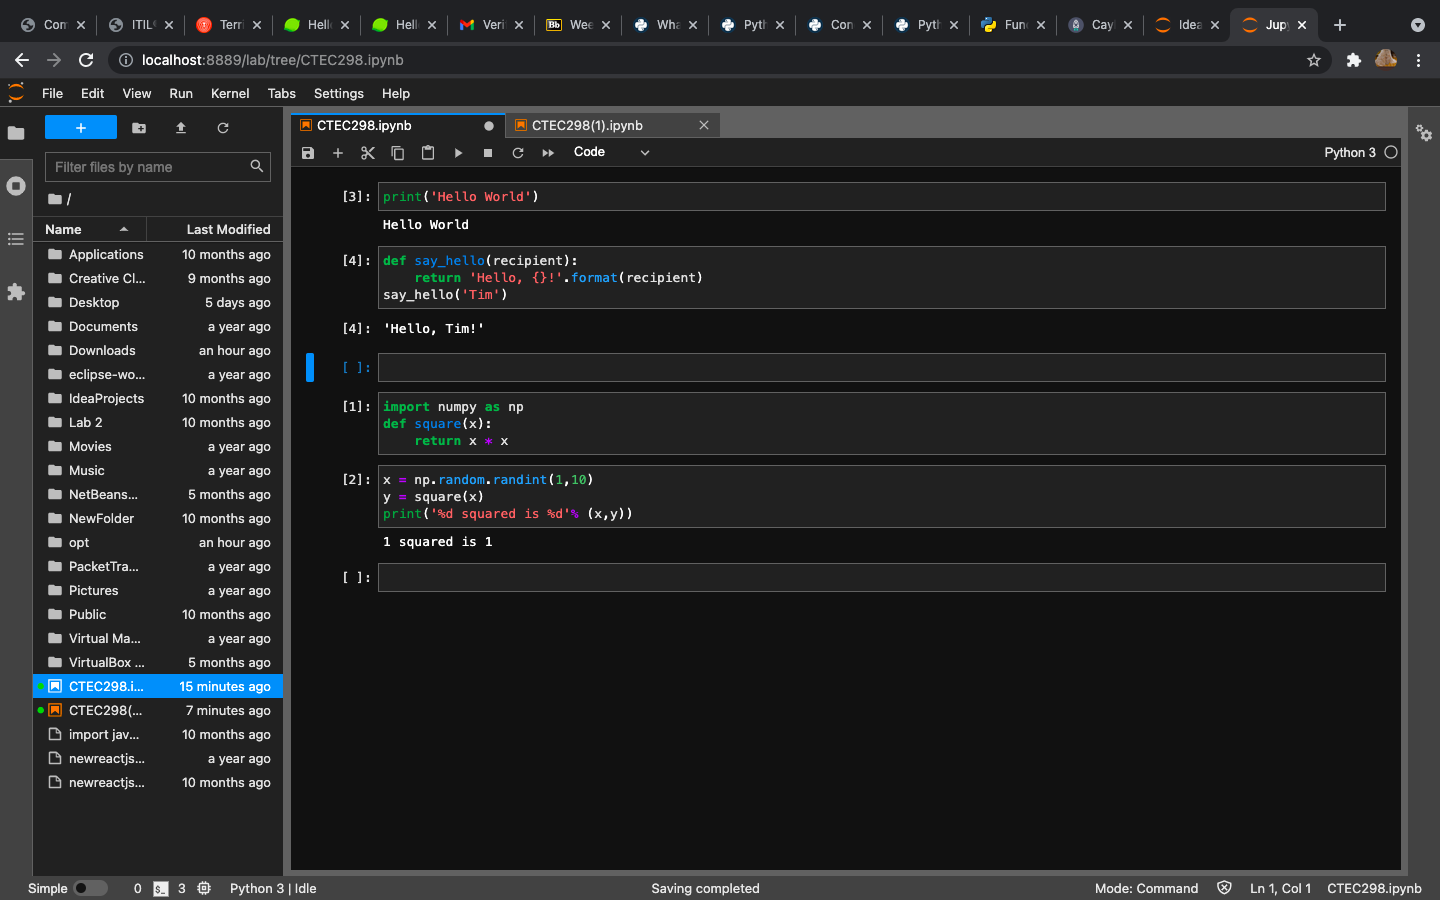 Com
ITIL
Terri
Hello
Hell
Veri
Bb Wee
Wha
Pyth
Con
Pyth
Func
Cayl
Idea
Jup
localhost:8889/lab/tree/CTEC298.ipynb
File Edit View Run Kernel Tabs Settings Help
CTEC298.ipynb
CTEC298(1).ipynb
Filter files by name
Code
Python 3
/
Name Last Modified
Applications 10 months ago
Creative Cl... 9 months ago
Desktop 5 days ago
Documents a year ago
Downloads an hour ago
eclipse-wo... a year ago
IdeaProjects 10 months ago
Lab 2 10 months ago
Movies a year ago
Music a year ago
NetBeans... 5 months ago
NewFolder 10 months ago
opt an hour ago
PacketTra... a year ago
Pictures a year ago
Public 10 months ago
Virtual Ma... a year ago
VirtualBox ... 5 months ago
CTEC298.i... 15 minutes ago
CTEC298(... 7 minutes ago
import jav... 10 months ago
newreactjs... a year ago
newreactjs... 10 months ago
[3]: print('Hello World')
Hello World
[4]: def say_hello(recipient):
    return 'Hello, {}!'.format(recipient)
say_hello('Tim')
[4]: 'Hello, Tim!'
[ ]:
[1]: import numpy as np
def square(x):
    return x * x
[2]: x = np.random.randint(1,10)
y = square(x)
print('%d squared is %d'% (x,y))
1 squared is 1
[ ]:
Simple 0 $_ 3 Python 3 | Idle Saving completed Mode: Command Ln 1, Col 1 CTEC298.ipynb